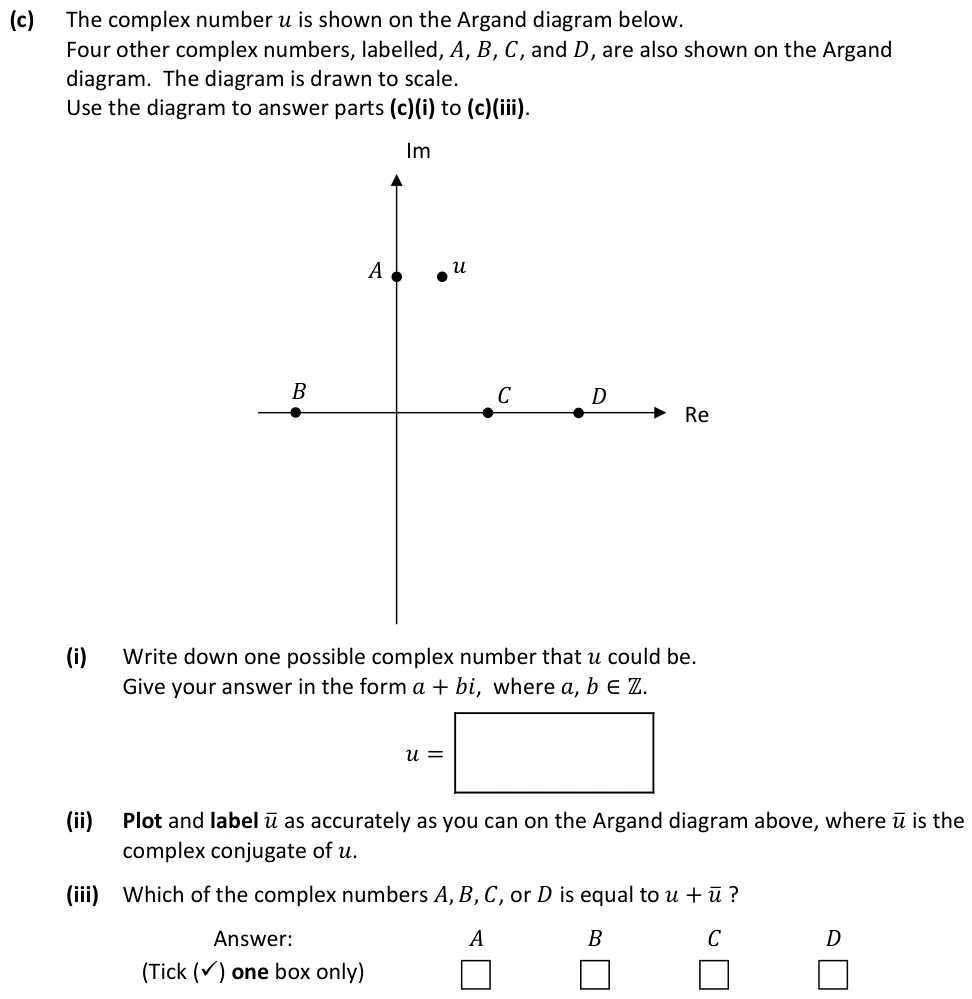 (c) The complex number u is shown on the Argand diagram below.
Four other complex numbers, labelled, A, B, C, and D, are also shown on the Argand
diagram. The diagram is drawn to scale.
Use the diagram to answer parts (c)(i) to (c)(iii).
Im
A u
B C D
Re
(i) Write down one possible complex number that u could be.
Give your answer in the form a + bi, where a, b ∈ ℤ.
u =
(ii) Plot and label ū as accurately as you can on the Argand diagram above, where ū is the
complex conjugate of u.
(iii) Which of the complex numbers A, B, C, or D is equal to u + ū ?
Answer: A B C D
(Tick (✓) one box only)